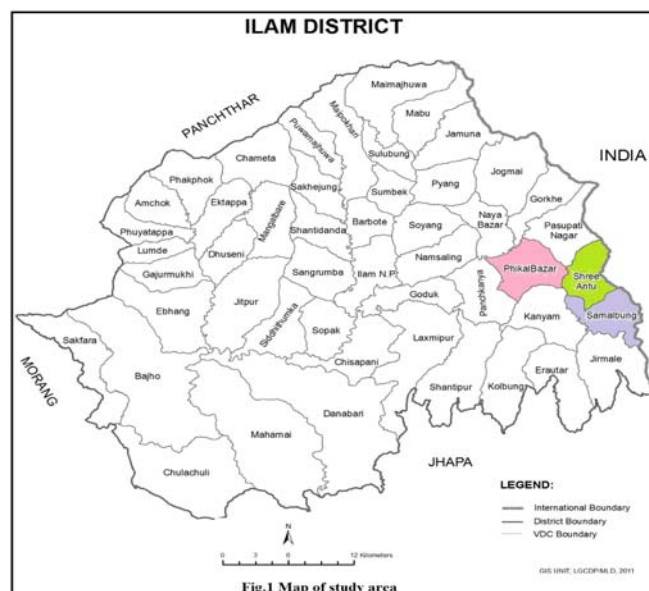 ILAM DISTRICT
PANCHTHAR
INDIA
MORANG
JHAPA
Maimajhuwa
Mabu
Maipokhari
Puwamajhuwa
Jamuna
Sulubung
Chameta
Phakphok
Sakhejung
Sumbek
Pyang
Jogmai
Gorkhe
Amchok
Ektappa
Mangalbare
Barbote
Soyang
Naya
Bazar
Pasupati
Nagar
Phuyatappa
Shantidanda
Lumde
Dhuseni
Namsaling
PhikalBazar
Shree
Antu
Gajurmukhi
Sangrumba
Ilam N.P.
Panchkanya
Goduk
Samalbung
Ebhang
Jitpur
Siddhithumka
Sopak
Kanyam
Sakfara
Laxmipur
Chisapani
Jirmale
Bajho
Erautar
Shantipur
Kolbung
Danabari
Mahamai
Chulachuli
LEGEND:
International Boundary
District Boundary
VDC Boundary
N
0 3 6 12 Kilometers
GIS UNIT, LGCDP/MLD, 2011
Fig.1 Map of study area